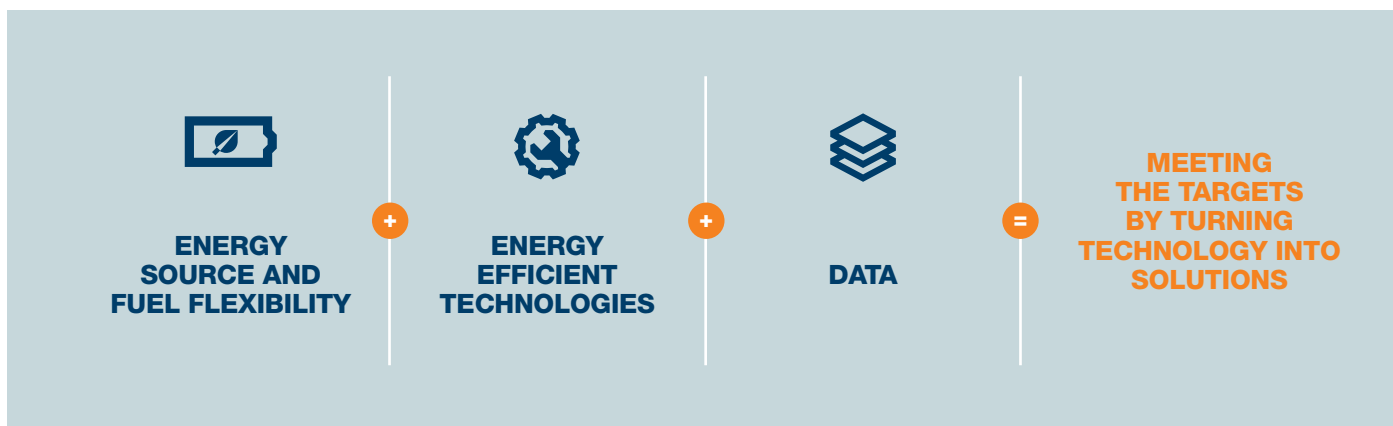 ENERGY
SOURCE AND
FUEL FLEXIBILITY
+
ENERGY
EFFICIENT
TECHNOLOGIES
+
DATA
=
MEETING
THE TARGETS
BY TURNING
TECHNOLOGY INTO
SOLUTIONS